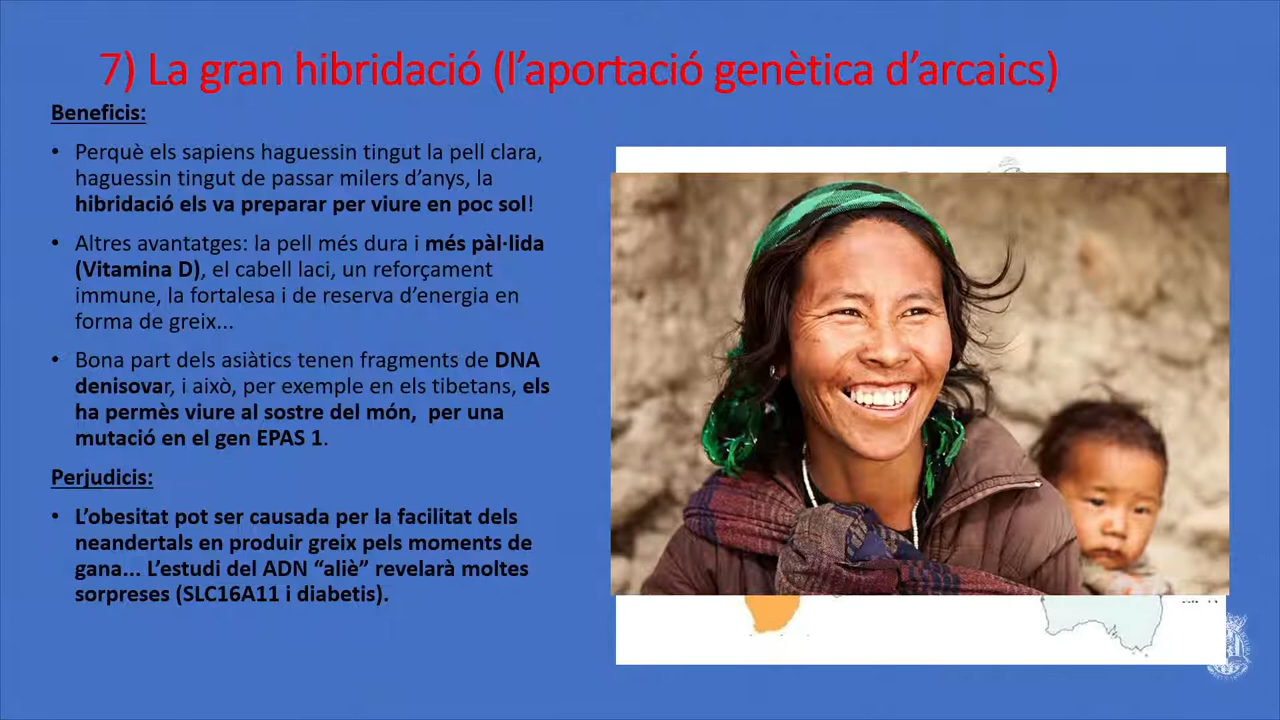 7) La gran hibridació (l’aportació genètica d’arcaics)
Beneficis:
• Perquè els sapiens haguessin tingut la pell clara,
haguessin tingut de passar milers d’anys, la
hibridació els va preparar per viure en poc sol!
• Altres avantatges: la pell més dura i més pàl·lida
(Vitamina D), el cabell laci, un reforçament
immune, la fortalesa i de reserva d’energia en
forma de greix...
• Bona part dels asiàtics tenen fragments de DNA
denisovar, i això, per exemple en els tibetans, els
ha permès viure al sostre del món,  per una
mutació en el gen EPAS 1.
Perjudicis:
• L’obesitat pot ser causada per la facilitat dels
neandertals en produir greix pels moments de
gana... L’estudi del ADN “aliè” revelarà moltes
sorpreses (SLC16A11 i diabetis).